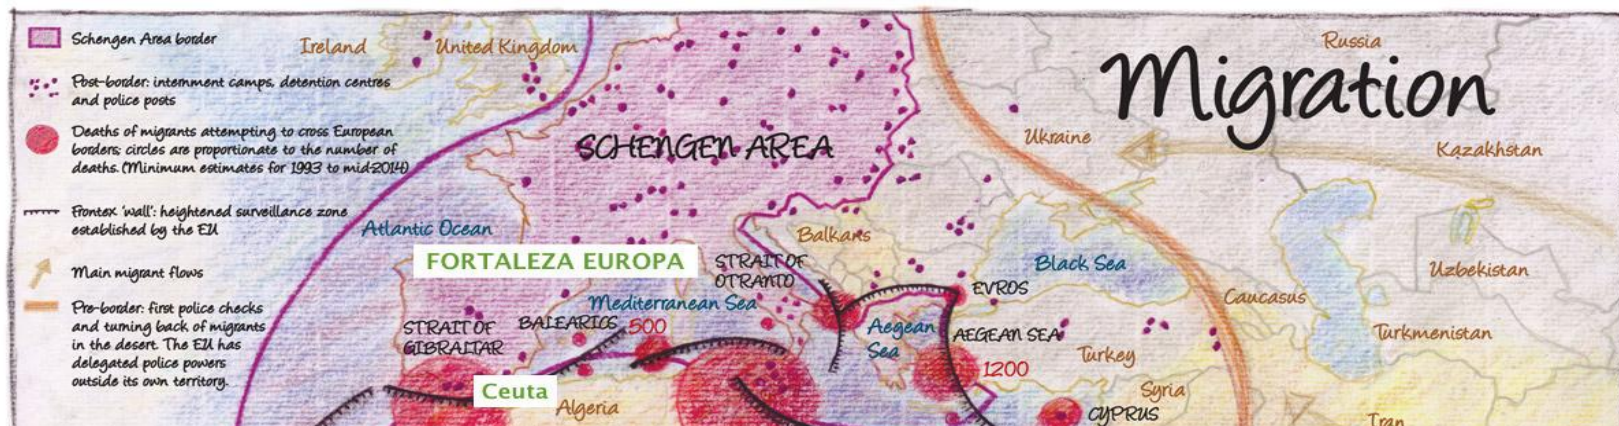 Schengen Area border
Post-border: internment camps, detention centres
and police posts
Deaths of migrants attempting to cross European
borders; circles are proportionate to the number of
deaths. (Minimum estimates for 1993 to mid-2014)
Frontex 'wall': heightened surveillance zone
established by the EU
Main migrant flows
Pre-border: first police checks
and turning back of migrants
in the desert. The EU has
delegated police powers
outside its own territory.
Migration
Ireland
United Kingdom
Russia
SCHENGEN AREA
Ukraine
Kazakhstan
Atlantic Ocean
Balkans
FORTALEZA EUROPA
STRAIT OF
OTRANTO
Black Sea
Uzbekistan
EVROS
Caucasus
Mediterranean Sea
BALEARICS
500
STRAIT OF
GIBRALTAR
Aegean
Sea
AEGEAN SEA
Turkmenistan
Turkey
1200
Ceuta
Algeria
Syria
CYPRUS
Iran